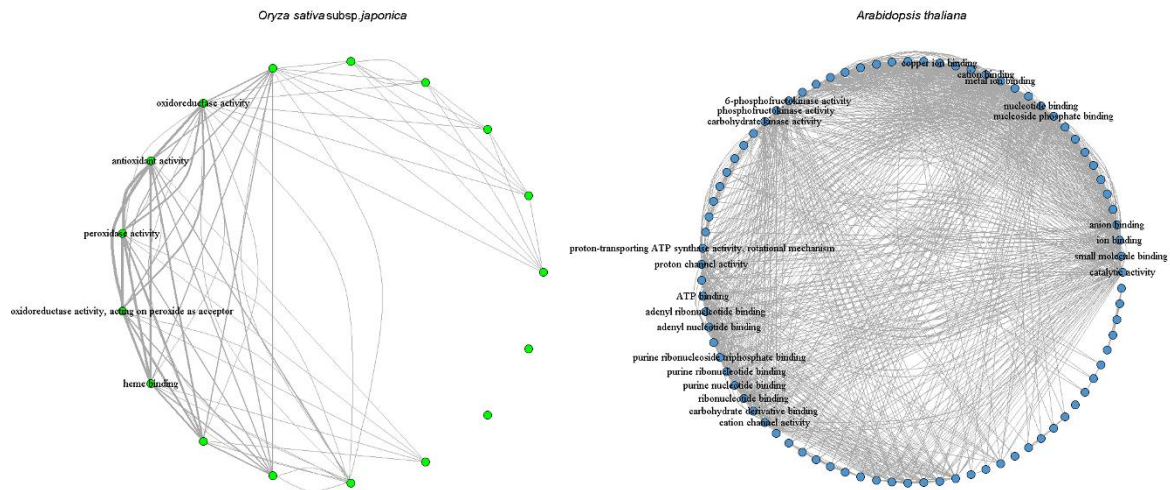 Oryza sativa subsp. japonica
oxidoreductase activity
antioxidant activity
peroxidase activity
oxidoreductase activity, acting on peroxide as acceptor
heme binding
Arabidopsis thaliana
copper ion binding
cation binding
metal ion binding
6-phosphofructokinase activity
nucleotide binding
phosphofructokinase activity
nucleoside phosphate binding
carbohydrate kinase activity
anion binding
ion binding
proton-transporting ATP synthase activity, rotational mechanism
small molecule binding
proton channel activity
catalytic activity
ATP binding
adenyl ribonucleotide binding
adenyl nucleotide binding
purine ribonucleoside triphosphate binding
purine ribonucleotide binding
purine nucleotide binding
ribonucleotide binding
carbohydrate derivative binding
cation channel activity